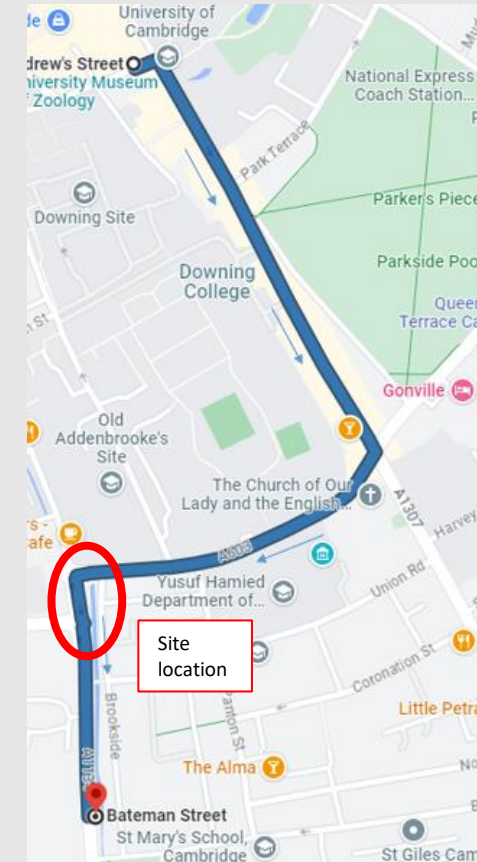 University of
Cambridge
drew's Street
niversity Museum
Zoology
National Express
Coach Station...
Park Terrace
Parker's Piece
Downing Site
Parkside Poo
Downing
College
Queen
Terrace Ca
Gonville
Old
Addenbrooke's
Site
The Church of Our
Lady and the English...
A1307
Harvey
A603
Yusuf Hamied
Department of...
Union Rd
Site
location
Coronation St
Panton St
Brookside
Little Petra
The Alma
A1134
Bateman Street
St Mary's School,
Cambridge
St Giles Cam